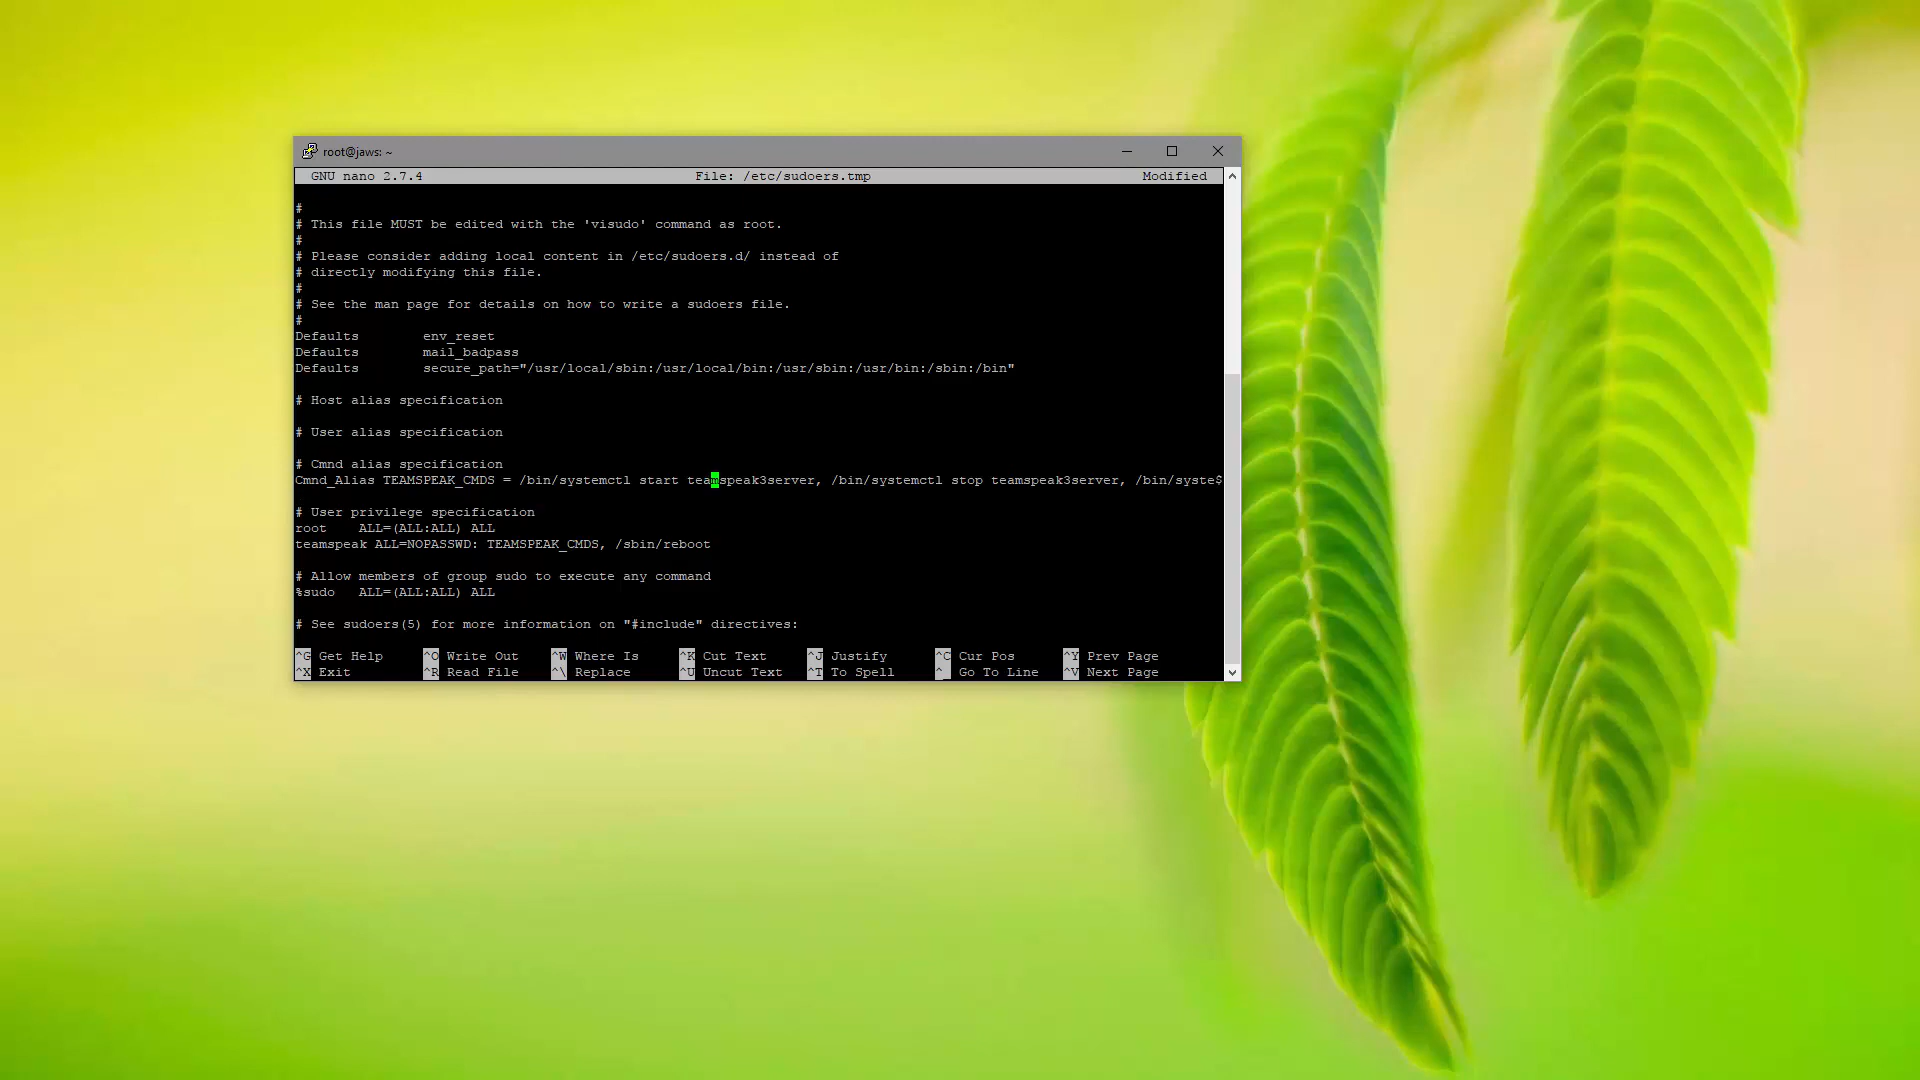 root@jaws: ~
GNU nano 2.7.4 File: /etc/sudoers.tmp Modified
#
# This file MUST be edited with the 'visudo' command as root.
#
# Please consider adding local content in /etc/sudoers.d/ instead of
# directly modifying this file.
#
# See the man page for details on how to write a sudoers file.
#
Defaults env_reset
Defaults mail_badpass
Defaults secure_path="/usr/local/sbin:/usr/local/bin:/usr/sbin:/usr/bin:/sbin:/bin"
# Host alias specification
# User alias specification
# Cmnd alias specification
Cmnd_Alias TEAMSPEAK_CMDS = /bin/systemctl start teamspeak3server, /bin/systemctl stop teamspeak3server, /bin/syste$
# User privilege specification
root ALL=(ALL:ALL) ALL
teamspeak ALL=NOPASSWD: TEAMSPEAK_CMDS, /sbin/reboot
# Allow members of group sudo to execute any command
%sudo ALL=(ALL:ALL) ALL
# See sudoers(5) for more information on "#include" directives:
^G Get Help ^O Write Out ^W Where Is ^K Cut Text ^J Justify ^C Cur Pos ^Y Prev Page
^X Exit ^R Read File ^\ Replace ^U Uncut Text ^T To Spell ^_ Go To Line ^V Next Page